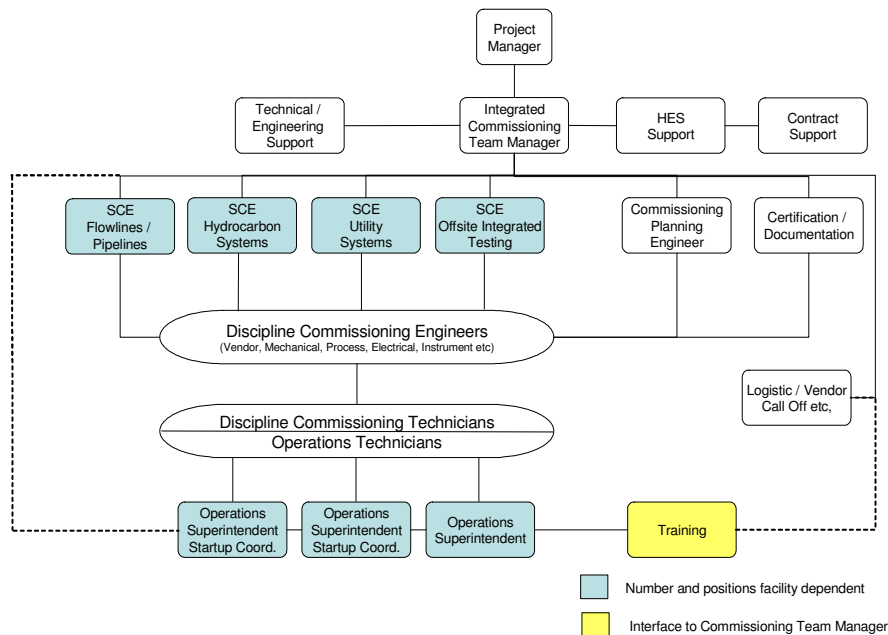 Project
Manager
Technical /
Engineering
Support
Integrated
Commissioning
Team Manager
HES
Support
Contract
Support
SCE
Flowlines /
Pipelines
SCE
Hydrocarbon
Systems
SCE
Utility
Systems
SCE
Offsite Integrated
Testing
Commissioning
Planning
Engineer
Certification /
Documentation
Discipline Commissioning Engineers
(Vendor, Mechanical, Process, Electrical, Instrument etc)
Logistic / Vendor
Call Off etc,
Discipline Commissioning Technicians
Operations Technicians
Operations
Superintendent
Startup Coord.
Operations
Superintendent
Startup Coord.
Operations
Superintendent
Training
Number and positions facility dependent
Interface to Commissioning Team Manager